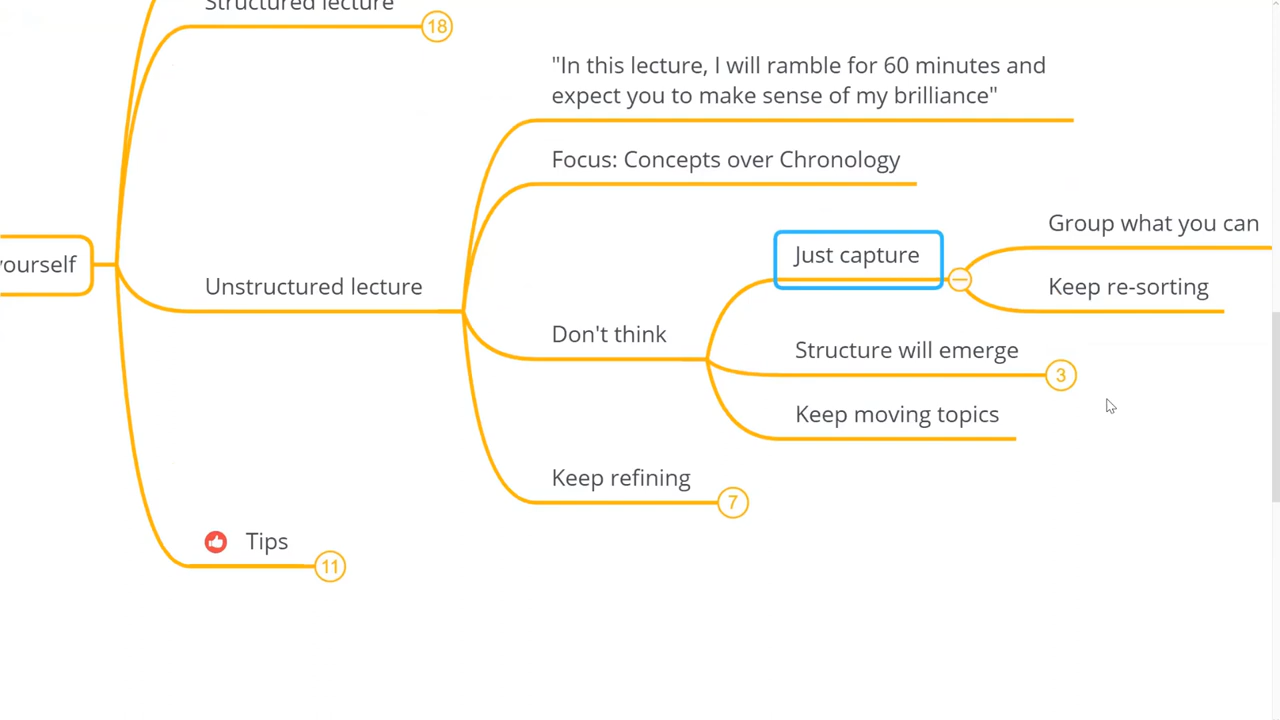 Structured lecture
18
"In this lecture, I will ramble for 60 minutes and
expect you to make sense of my brilliance"
Focus: Concepts over Chronology
Group what you can
yourself
Just capture
Unstructured lecture
Keep re-sorting
Don't think
Structure will emerge
3
Keep moving topics
Keep refining
7
Tips
11